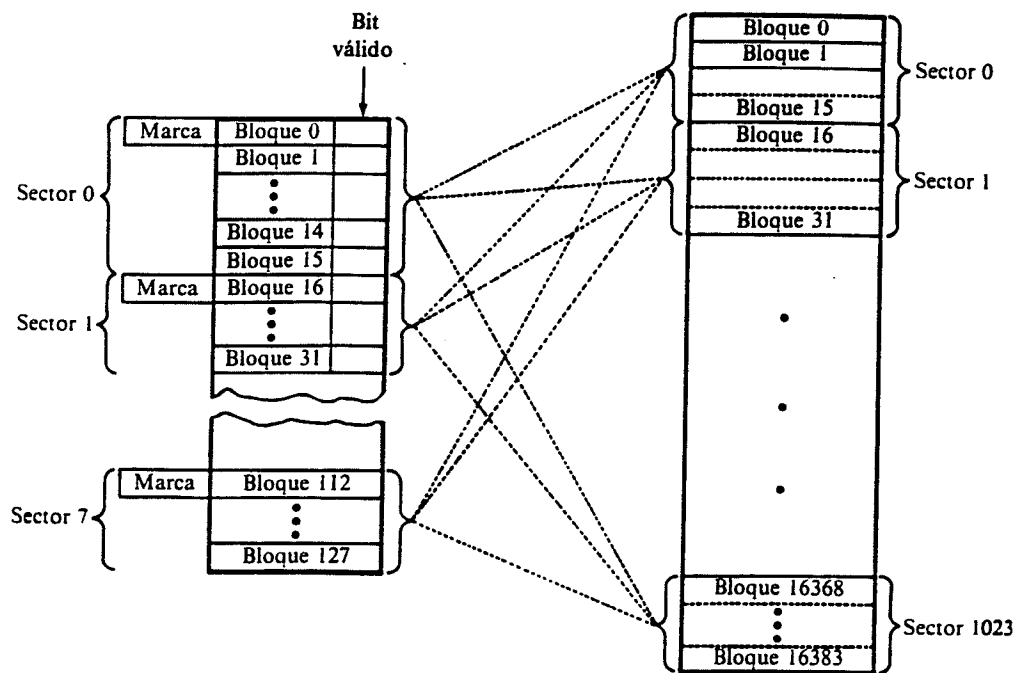 Bit
válido
Marca
Bloque 0
Bloque 1
Sector 0
Bloque 14
Bloque 15
Marca
Bloque 16
Sector 1
Bloque 31
Marca
Bloque 112
Sector 7
Bloque 127
Bloque 0
Bloque 1
Sector 0
Bloque 15
Bloque 16
Sector 1
Bloque 31
Bloque 16368
Sector 1023
Bloque 16383